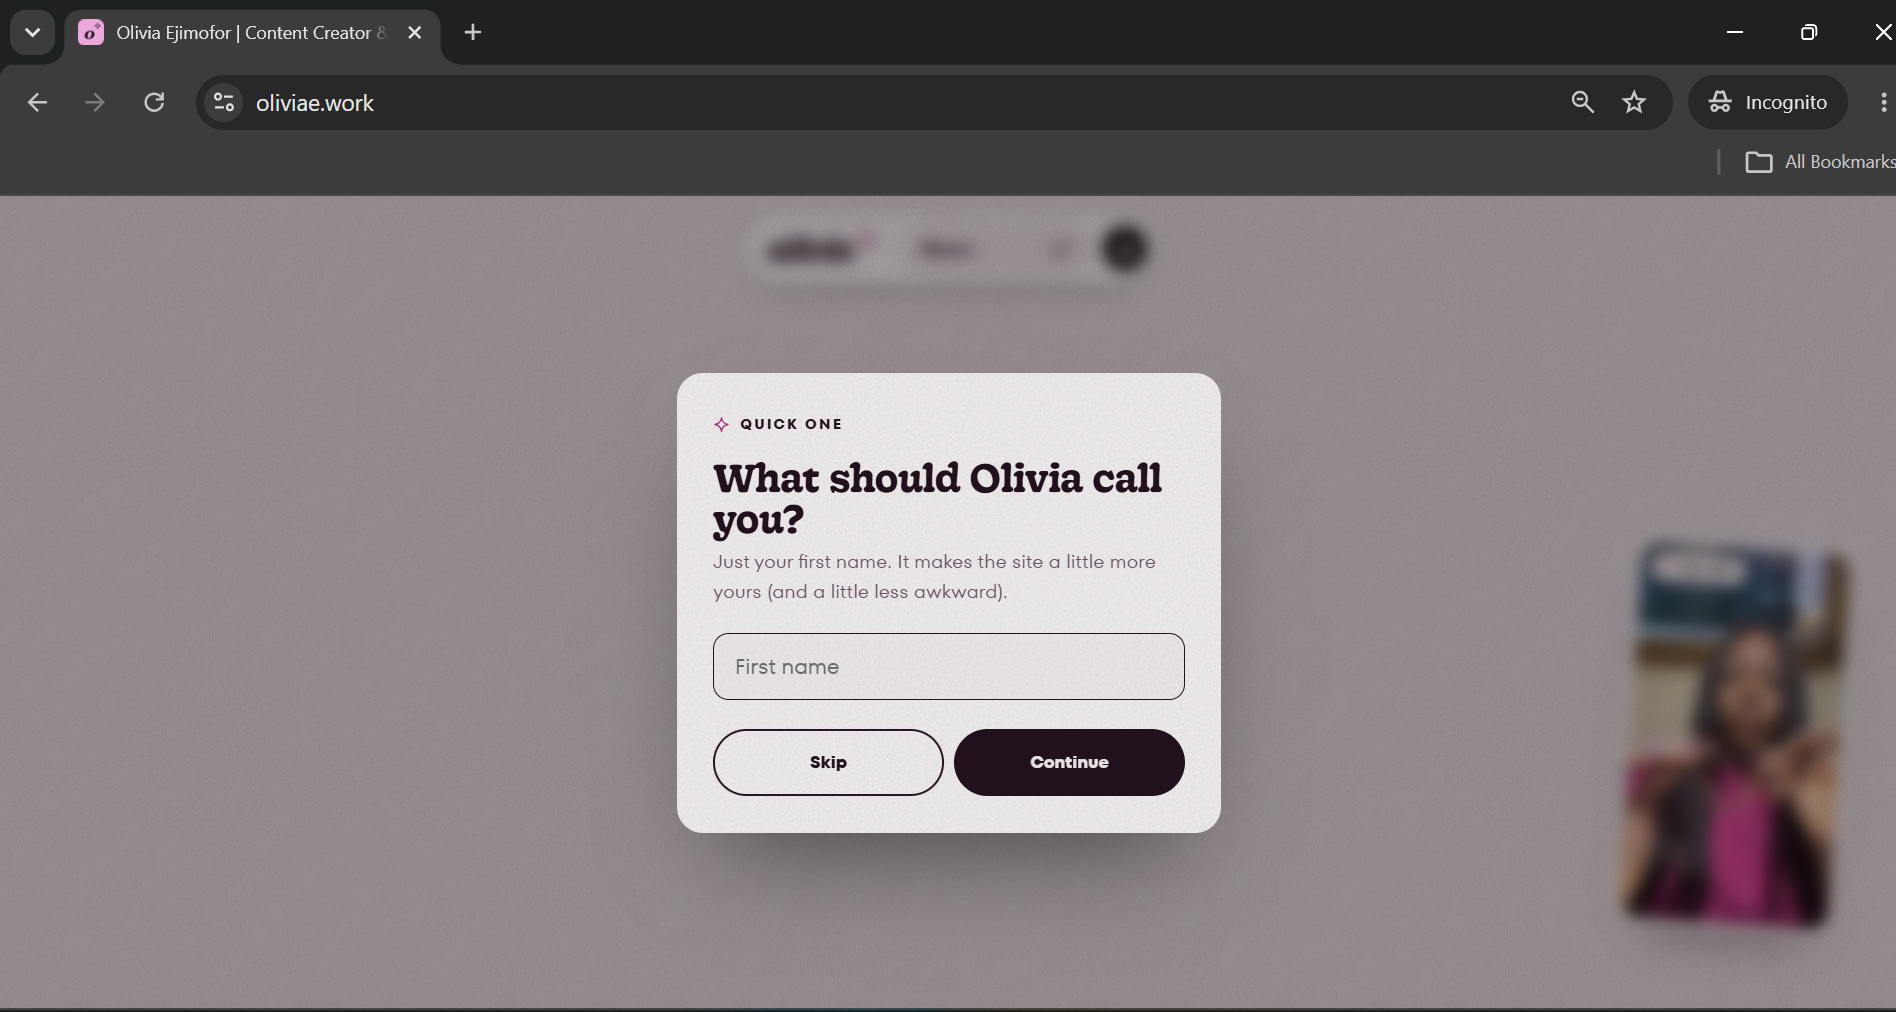 Olivia Ejimofor | Content Creator &
oliviae.work
Incognito
All Bookmarks
QUICK ONE
What should Olivia call
you?
Just your first name. It makes the site a little more
yours (and a little less awkward).
First name
Skip
Continue